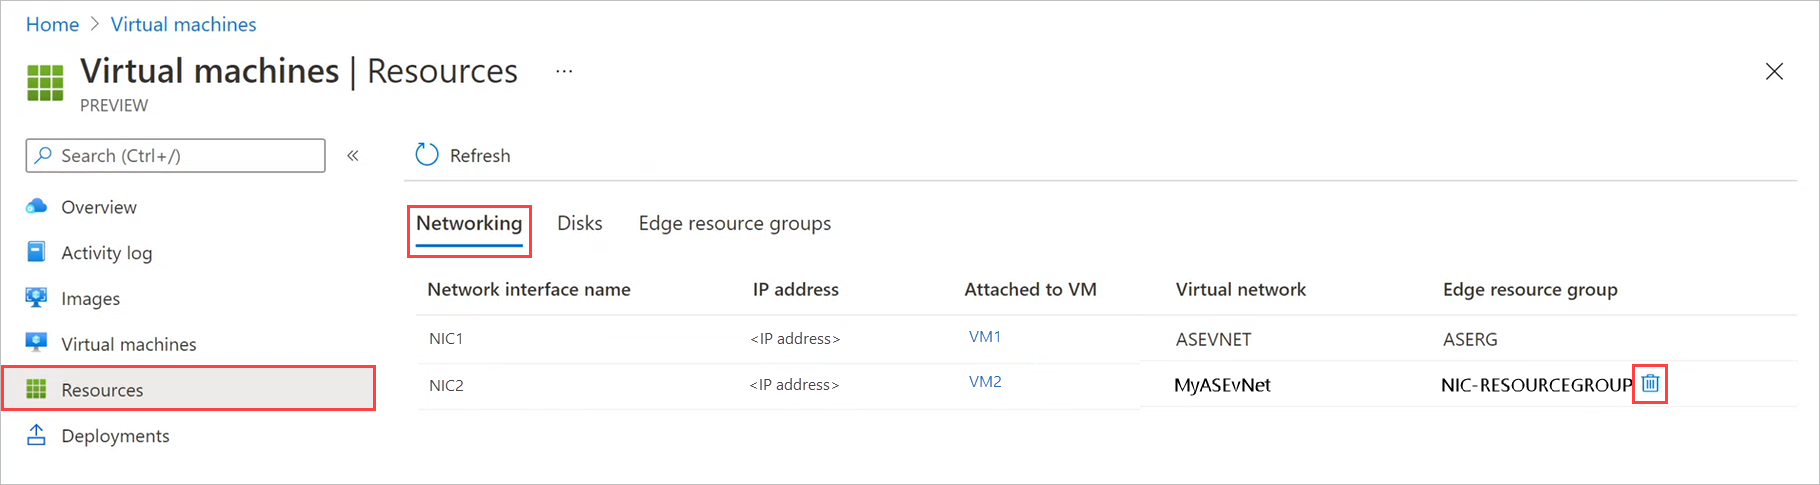 Home > Virtual machines
Virtual machines | Resources ...
PREVIEW
Search (Ctrl+/) «
Refresh
Overview
Activity log
Images
Virtual machines
Resources
Deployments
Networking Disks Edge resource groups
Network interface name IP address Attached to VM Virtual network Edge resource group
NIC1 <IP address> VM1 ASEVNET ASERG
NIC2 <IP address> VM2 MyASEvNet NIC-RESOURCEGROUP